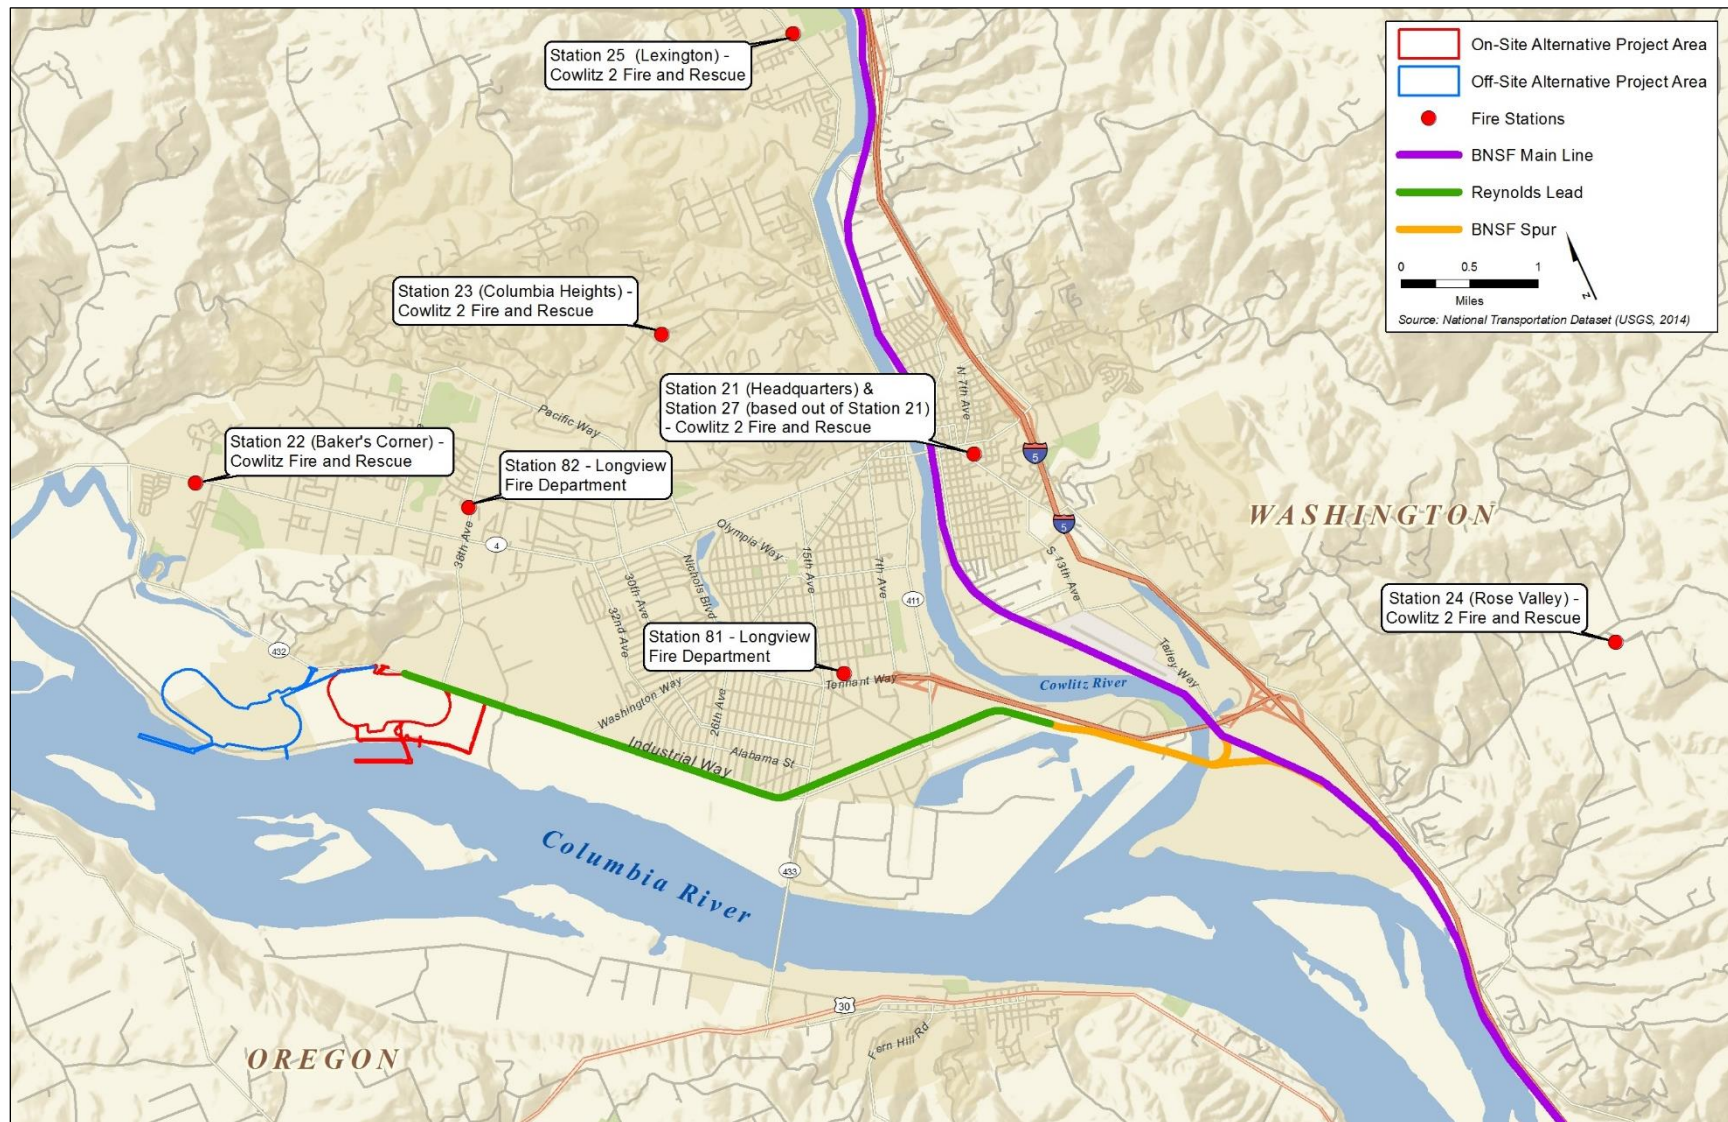 Station 25 (Lexington) -
Cowlitz 2 Fire and Rescue
On-Site Alternative Project Area
Off-Site Alternative Project Area
Fire Stations
BNSF Main Line
Reynolds Lead
BNSF Spur
0 0.5 1
Miles
N
Source: National Transportation Dataset (USGS, 2014)
Station 23 (Columbia Heights) -
Cowlitz 2 Fire and Rescue
Station 21 (Headquarters) &
Station 27 (based out of Station 21)
- Cowlitz 2 Fire and Rescue
N 7th Ave
Pacific Way
Station 22 (Baker's Corner) -
Cowlitz Fire and Rescue
Station 82 - Longview
Fire Department
5
5
WASHINGTON
38th Ave
4
Olympia Way
Nichols Blvd
30th Ave
32nd Ave
15th Ave
7th Ave
411
S 13th Ave
Station 24 (Rose Valley) -
Cowlitz 2 Fire and Rescue
Station 81 - Longview
Fire Department
432
Talley Way
Tennant Way
Cowlitz River
Washington Way
26th Ave
Industrial Way
Alabama St
Columbia River
433
30
Fern Hill Rd
OREGON